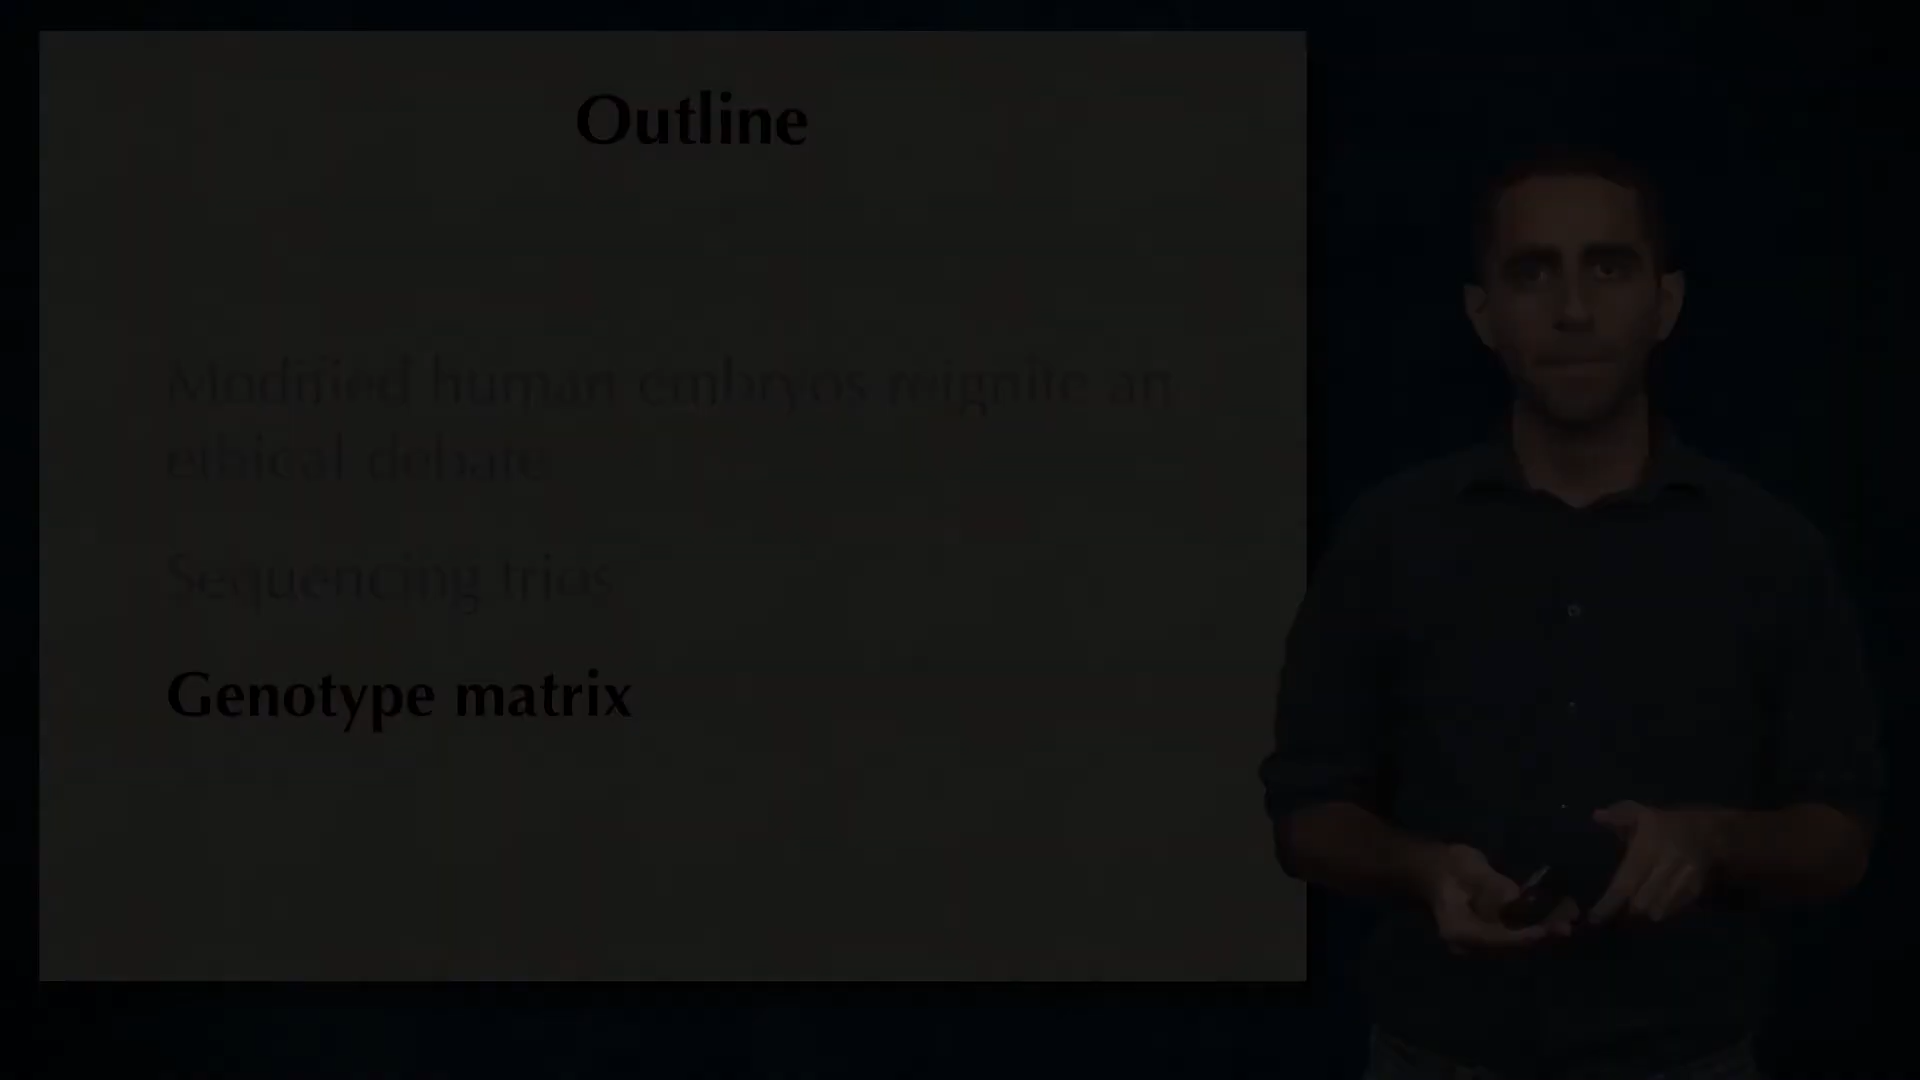 Outline
Modified human embryos reignite an
ethical debate
Sequencing trios
Genotype matrix